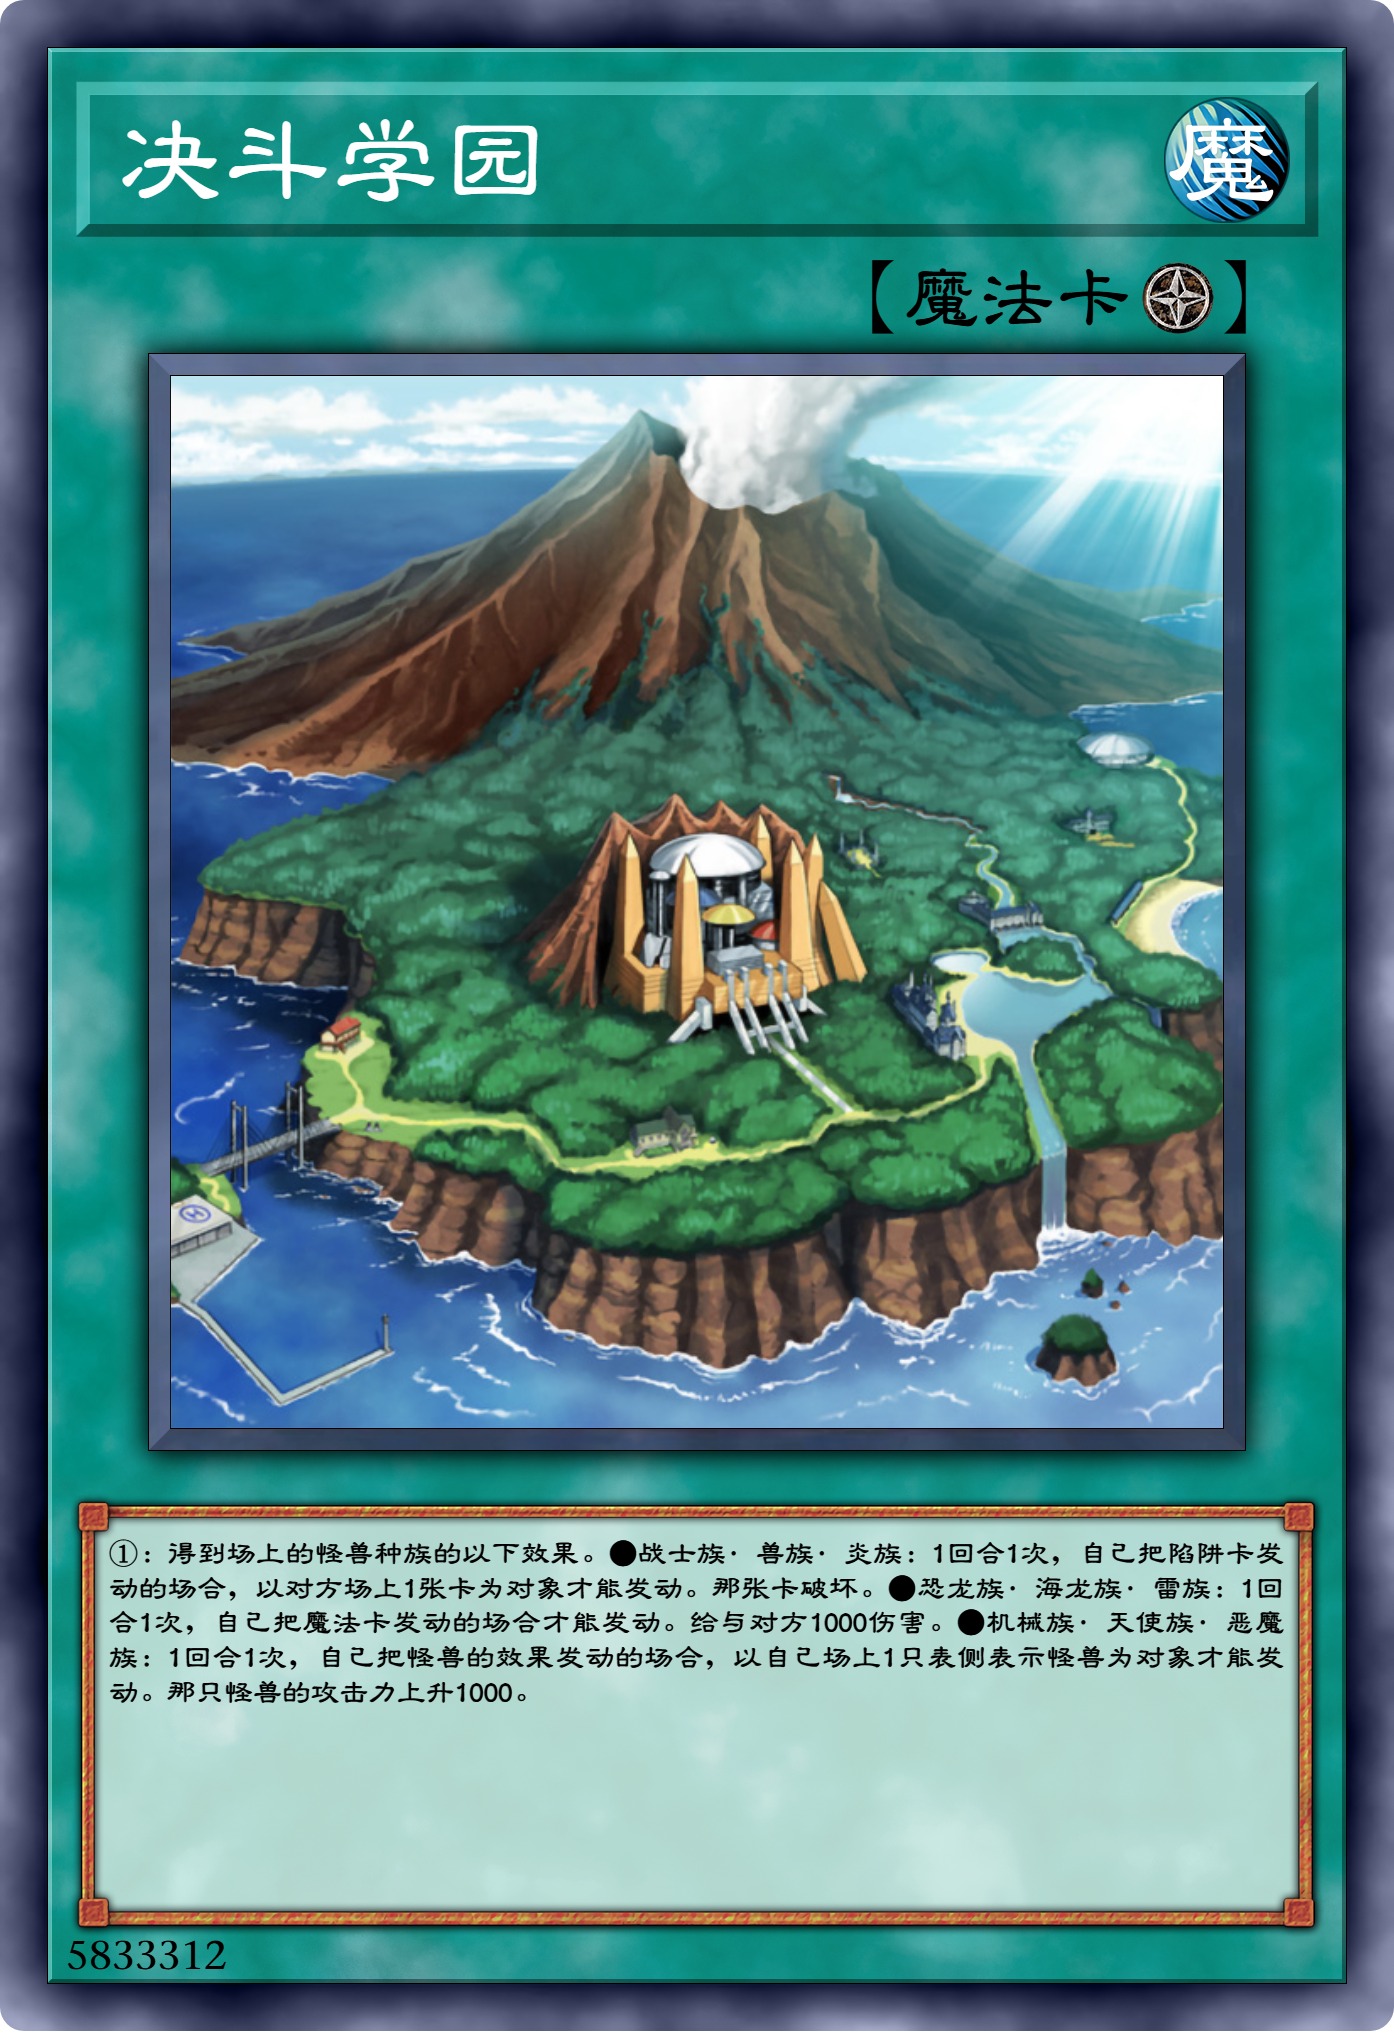 决斗学园 魔
【魔法卡】
①：得到场上的怪兽种族的以下效果。●战士族·兽族·炎族：1回合1次，自己把陷阱卡发
动的场合，以对方场上1张卡为对象才能发动。那张卡破坏。●恐龙族·海龙族·雷族：1回
合1次，自己把魔法卡发动的场合才能发动。给与对方1000伤害。●机械族·天使族·恶魔
族：1回合1次，自己把怪兽的效果发动的场合，以自己场上1只表侧表示怪兽为对象才能发
动。那只怪兽的攻击力上升1000。
5833312